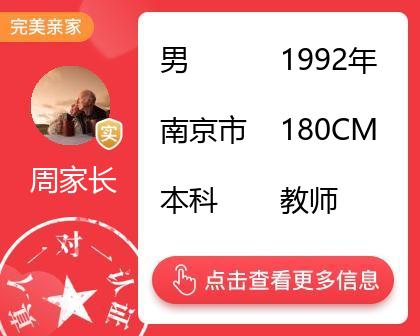 完美亲家
男 1992年
实
南京市 180CM
周家长
本科 教师
真人一对一认证
点击查看更多信息